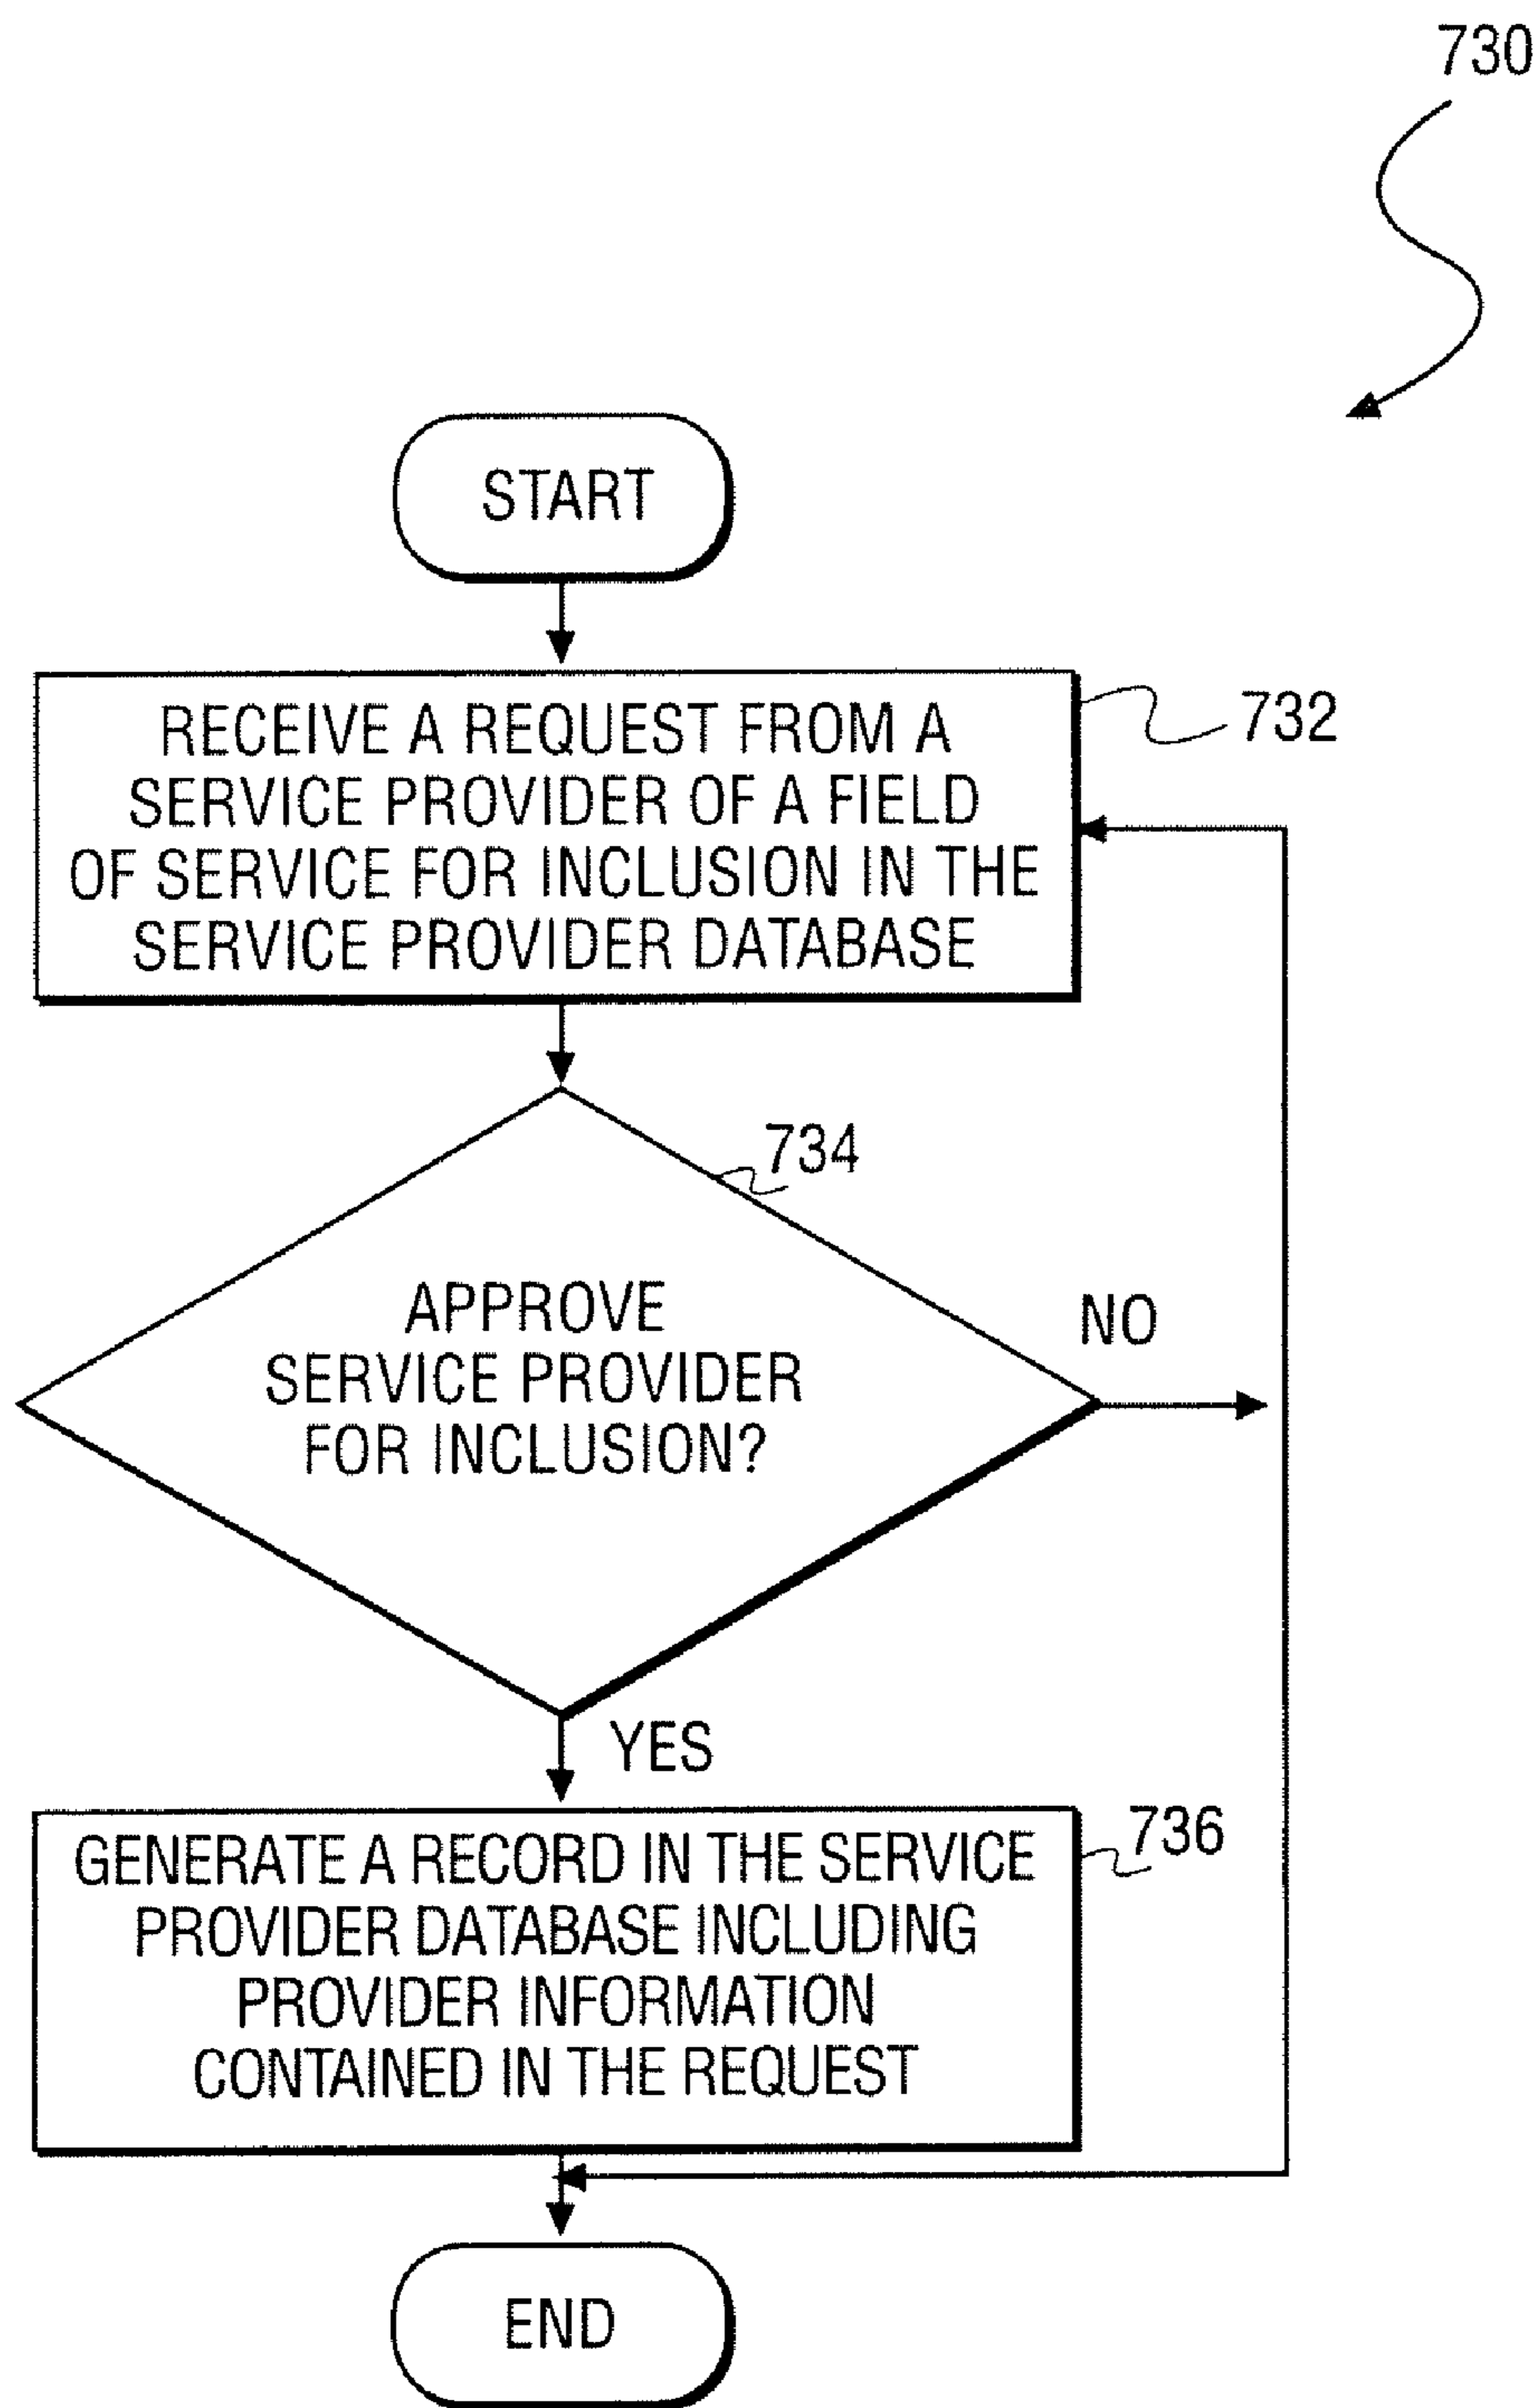 730
START
RECEIVE A REQUEST FROM A
SERVICE PROVIDER OF A FIELD
OF SERVICE FOR INCLUSION IN THE
SERVICE PROVIDER DATABASE
732
734
APPROVE
SERVICE PROVIDER
FOR INCLUSION?
NO
YES
GENERATE A RECORD IN THE SERVICE
PROVIDER DATABASE INCLUDING
PROVIDER INFORMATION
CONTAINED IN THE REQUEST
736
END